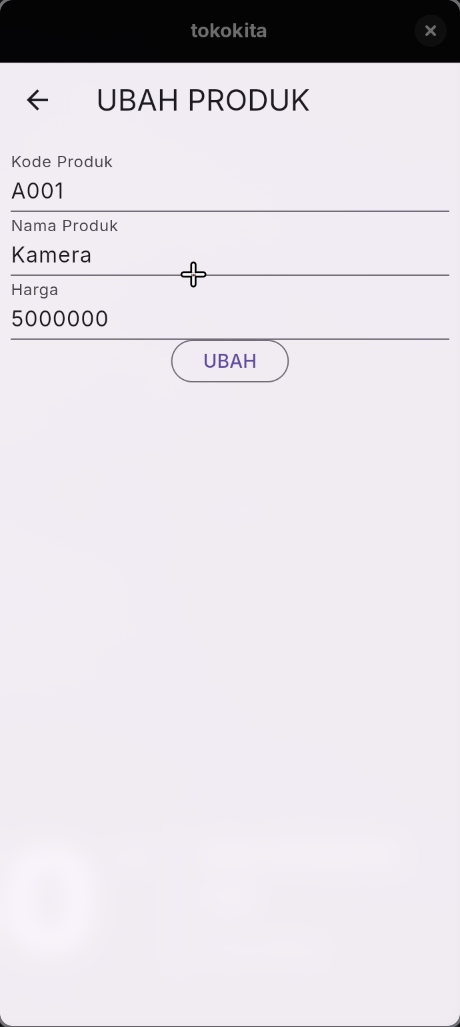 tokokita
UBAH PRODUK
Kode Produk
A001
Nama Produk
Kamera
Harga
5000000
UBAH